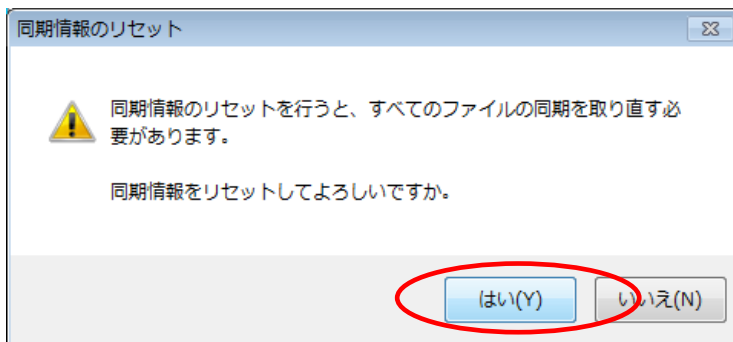 同期情報のリセット
同期情報のリセットを行うと、すべてのファイルの同期を取り直す必
要があります。
同期情報をリセットしてよろしいですか。
はい(Y)
いいえ(N)